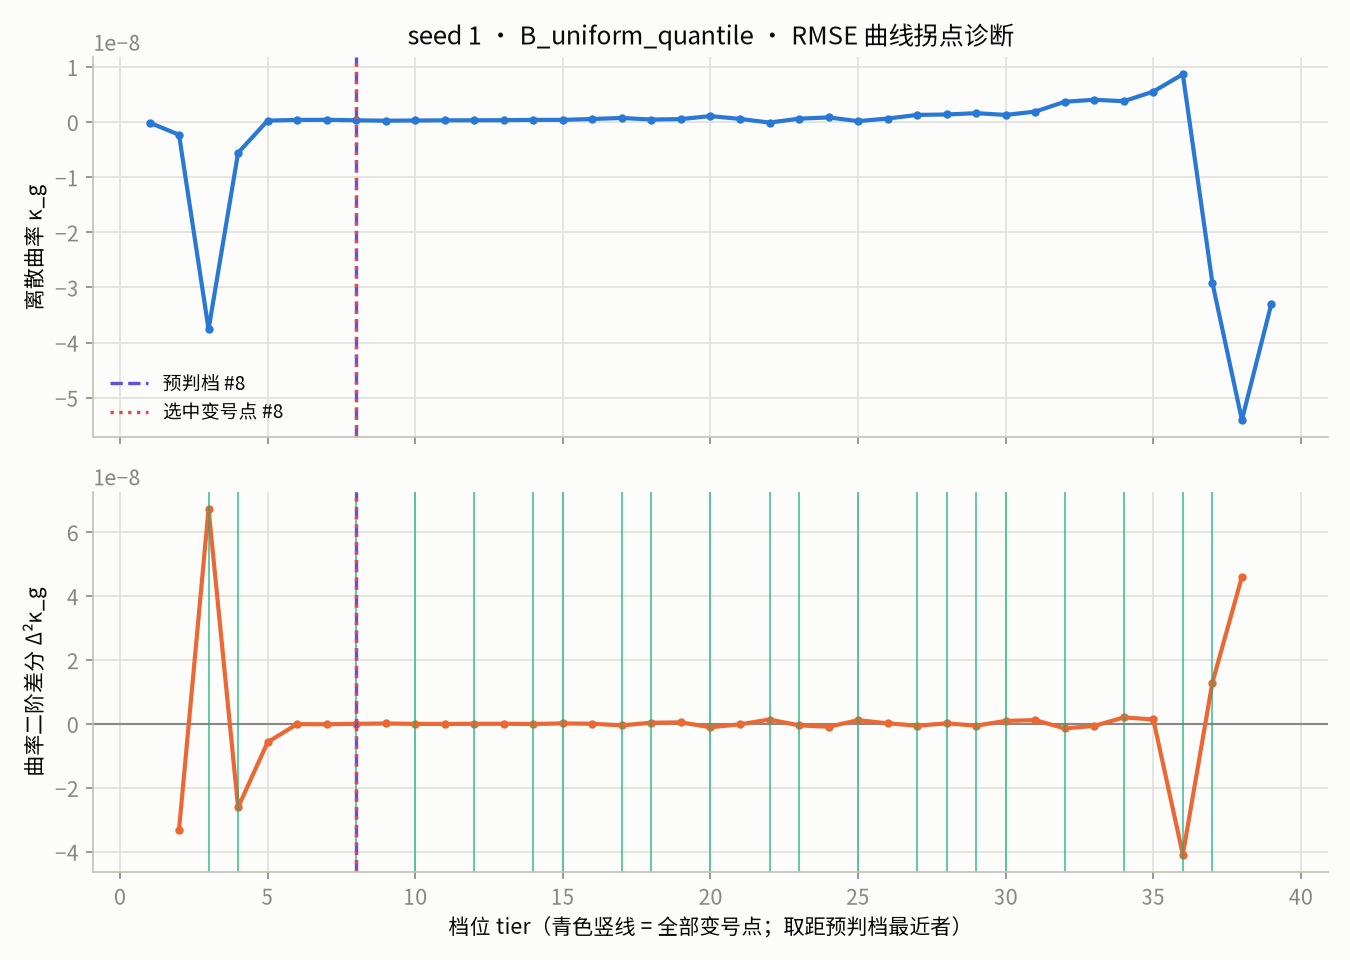 seed 1 · B_uniform_quantile · RMSE 曲线拐点诊断
1e−8
1
0
−1
−2
−3
−4
−5
离散曲率 κ_g
预判档 #8
选中变号点 #8
1e−8
6
4
2
0
−2
−4
曲率二阶差分 Δ²κ_g
0 5 10 15 20 25 30 35 40
档位 tier（青色竖线 = 全部变号点；取距预判档最近者）